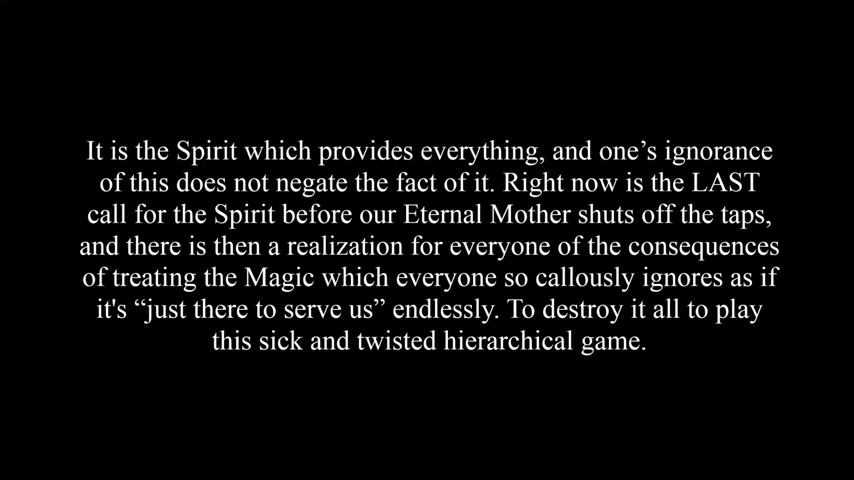 It is the Spirit which provides everything, and one’s ignorance
of this does not negate the fact of it. Right now is the LAST
call for the Spirit before our Eternal Mother shuts off the taps,
and there is then a realization for everyone of the consequences
of treating the Magic which everyone so callously ignores as if
it's “just there to serve us” endlessly. To destroy it all to play
this sick and twisted hierarchical game.